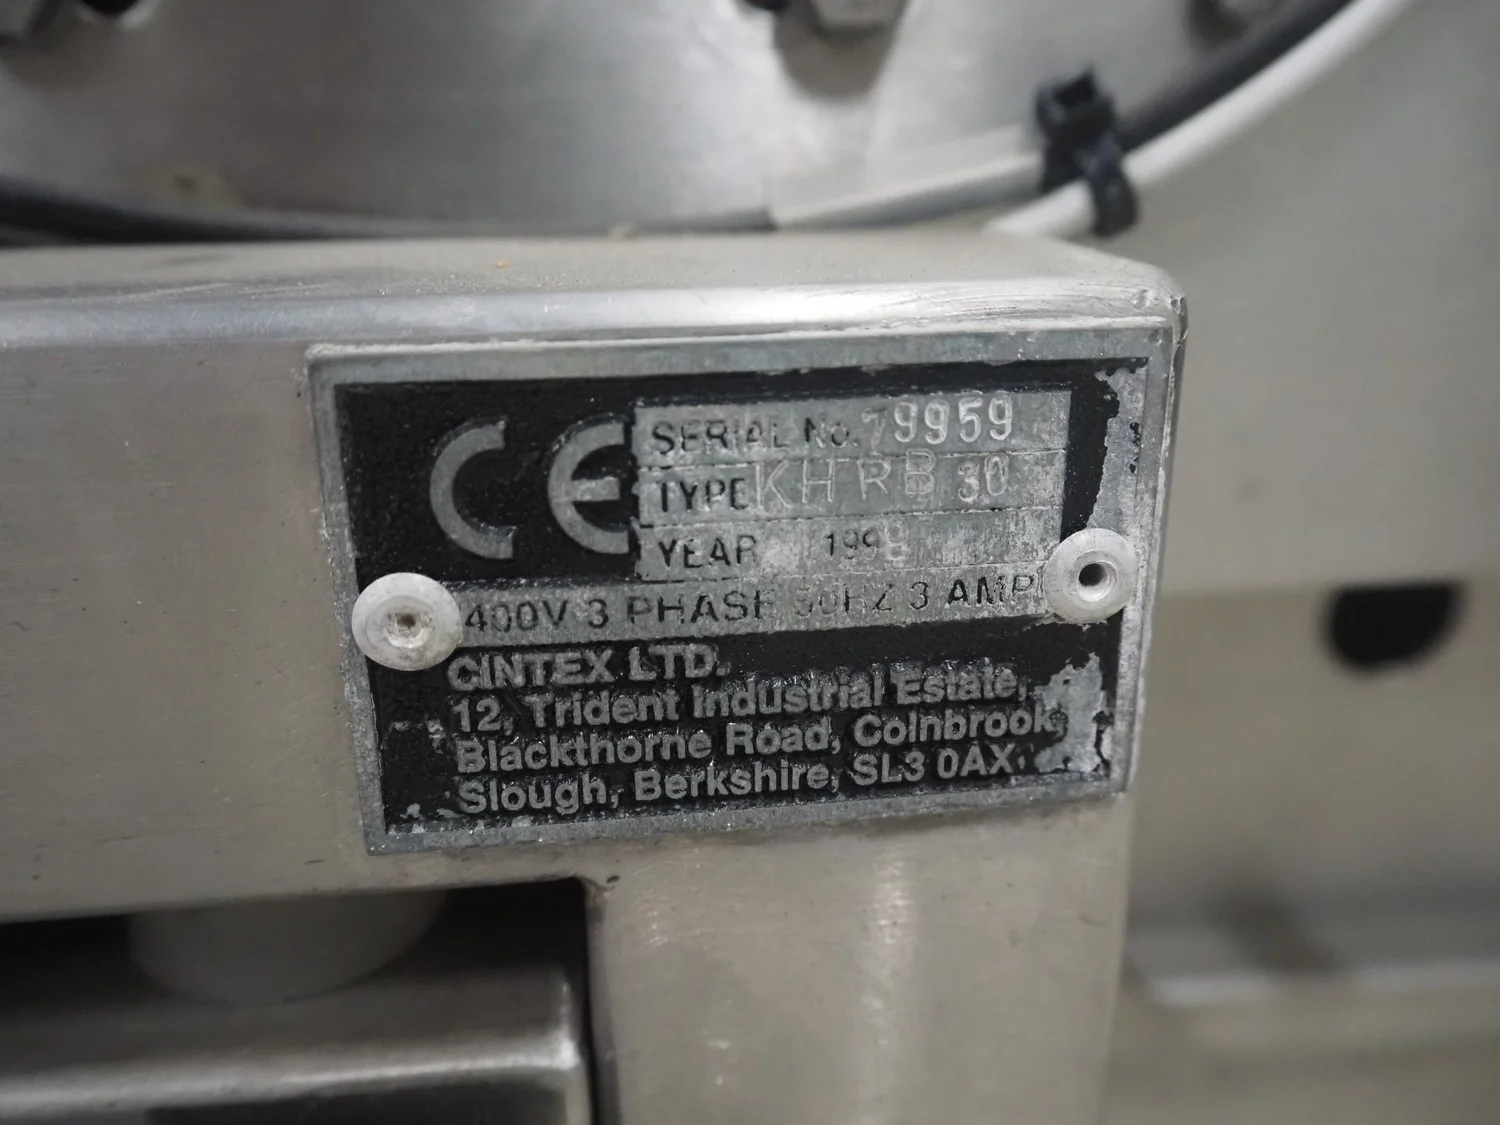 CE
SERIAL No. 79959
TYPE KHRB 30
YEAR 1998
400V 3 PHASE 50HZ 3 AMP
CINTEX LTD.
12, Trident Industrial Estate,
Blackthorne Road, Colnbrook,
Slough, Berkshire, SL3 0AX.